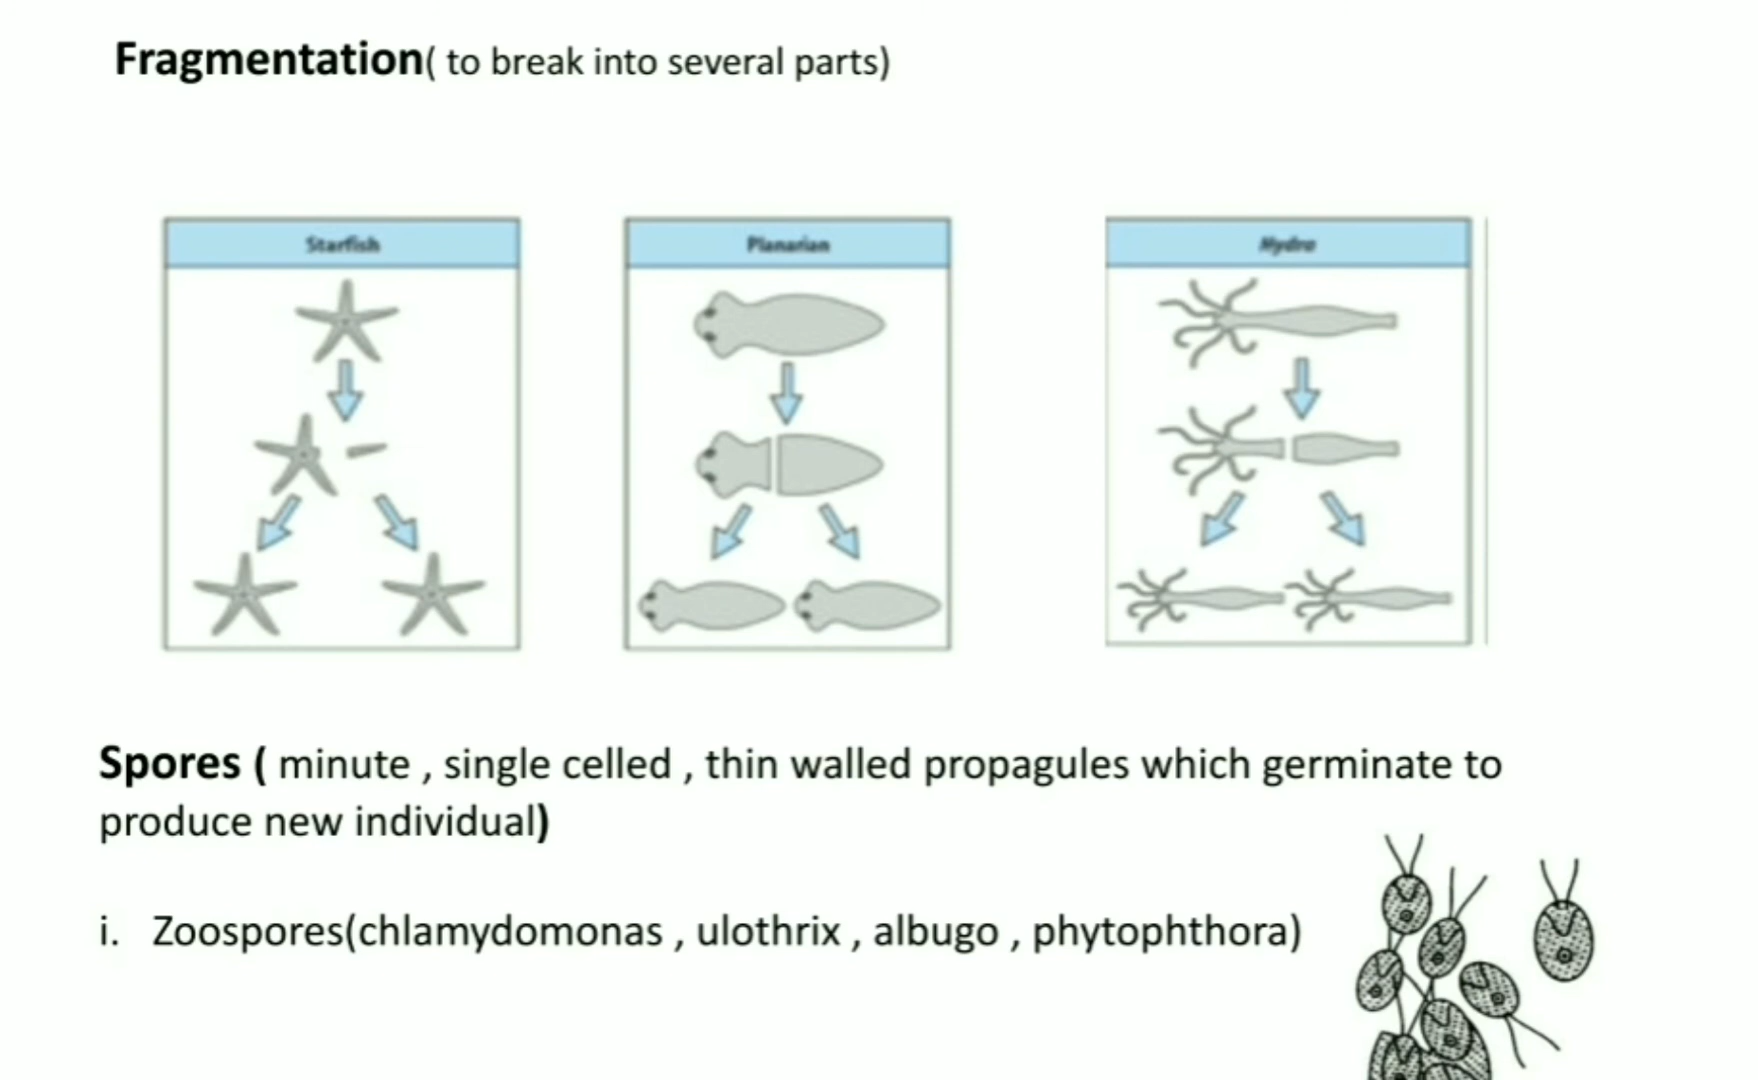 Fragmentation( to break into several parts)
Starfish
Planarian
Hydra
Spores ( minute , single celled , thin walled propagules which germinate to
produce new individual)
i. Zoospores(chlamydomonas , ulothrix , albugo , phytophthora)